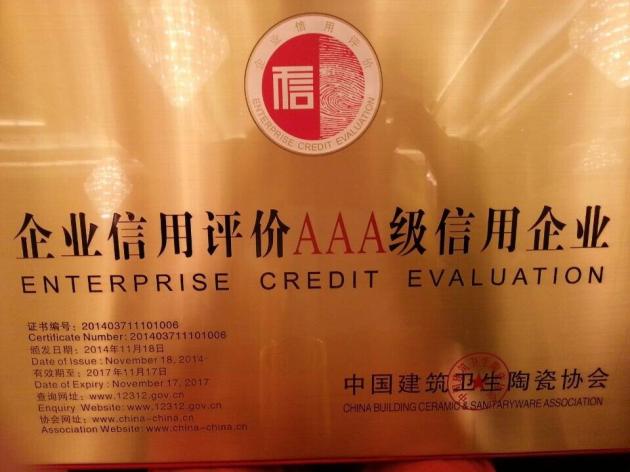 企业信用评价
信
ENTERPRISE CREDIT EVALUATION
企业信用评价AAA级信用企业
ENTERPRISE CREDIT EVALUATION
证书编号：201403711101006
Certificate Number: 201403711101006
颁发日期：2014年11月18日
Date of Issue : November 18, 2014
有效期至：2017年11月17日
Date of Expiry : November 17, 2017
查询网址：www.12312.gov.cn
Enquiry Website: www.12312.gov.cn
协会网址：www.china-china.cn
Association Website: www.china-china.cn
中国建筑卫生陶瓷协会
CHINA BUILDING CERAMIC & SANITARYWARE ASSOCIATION